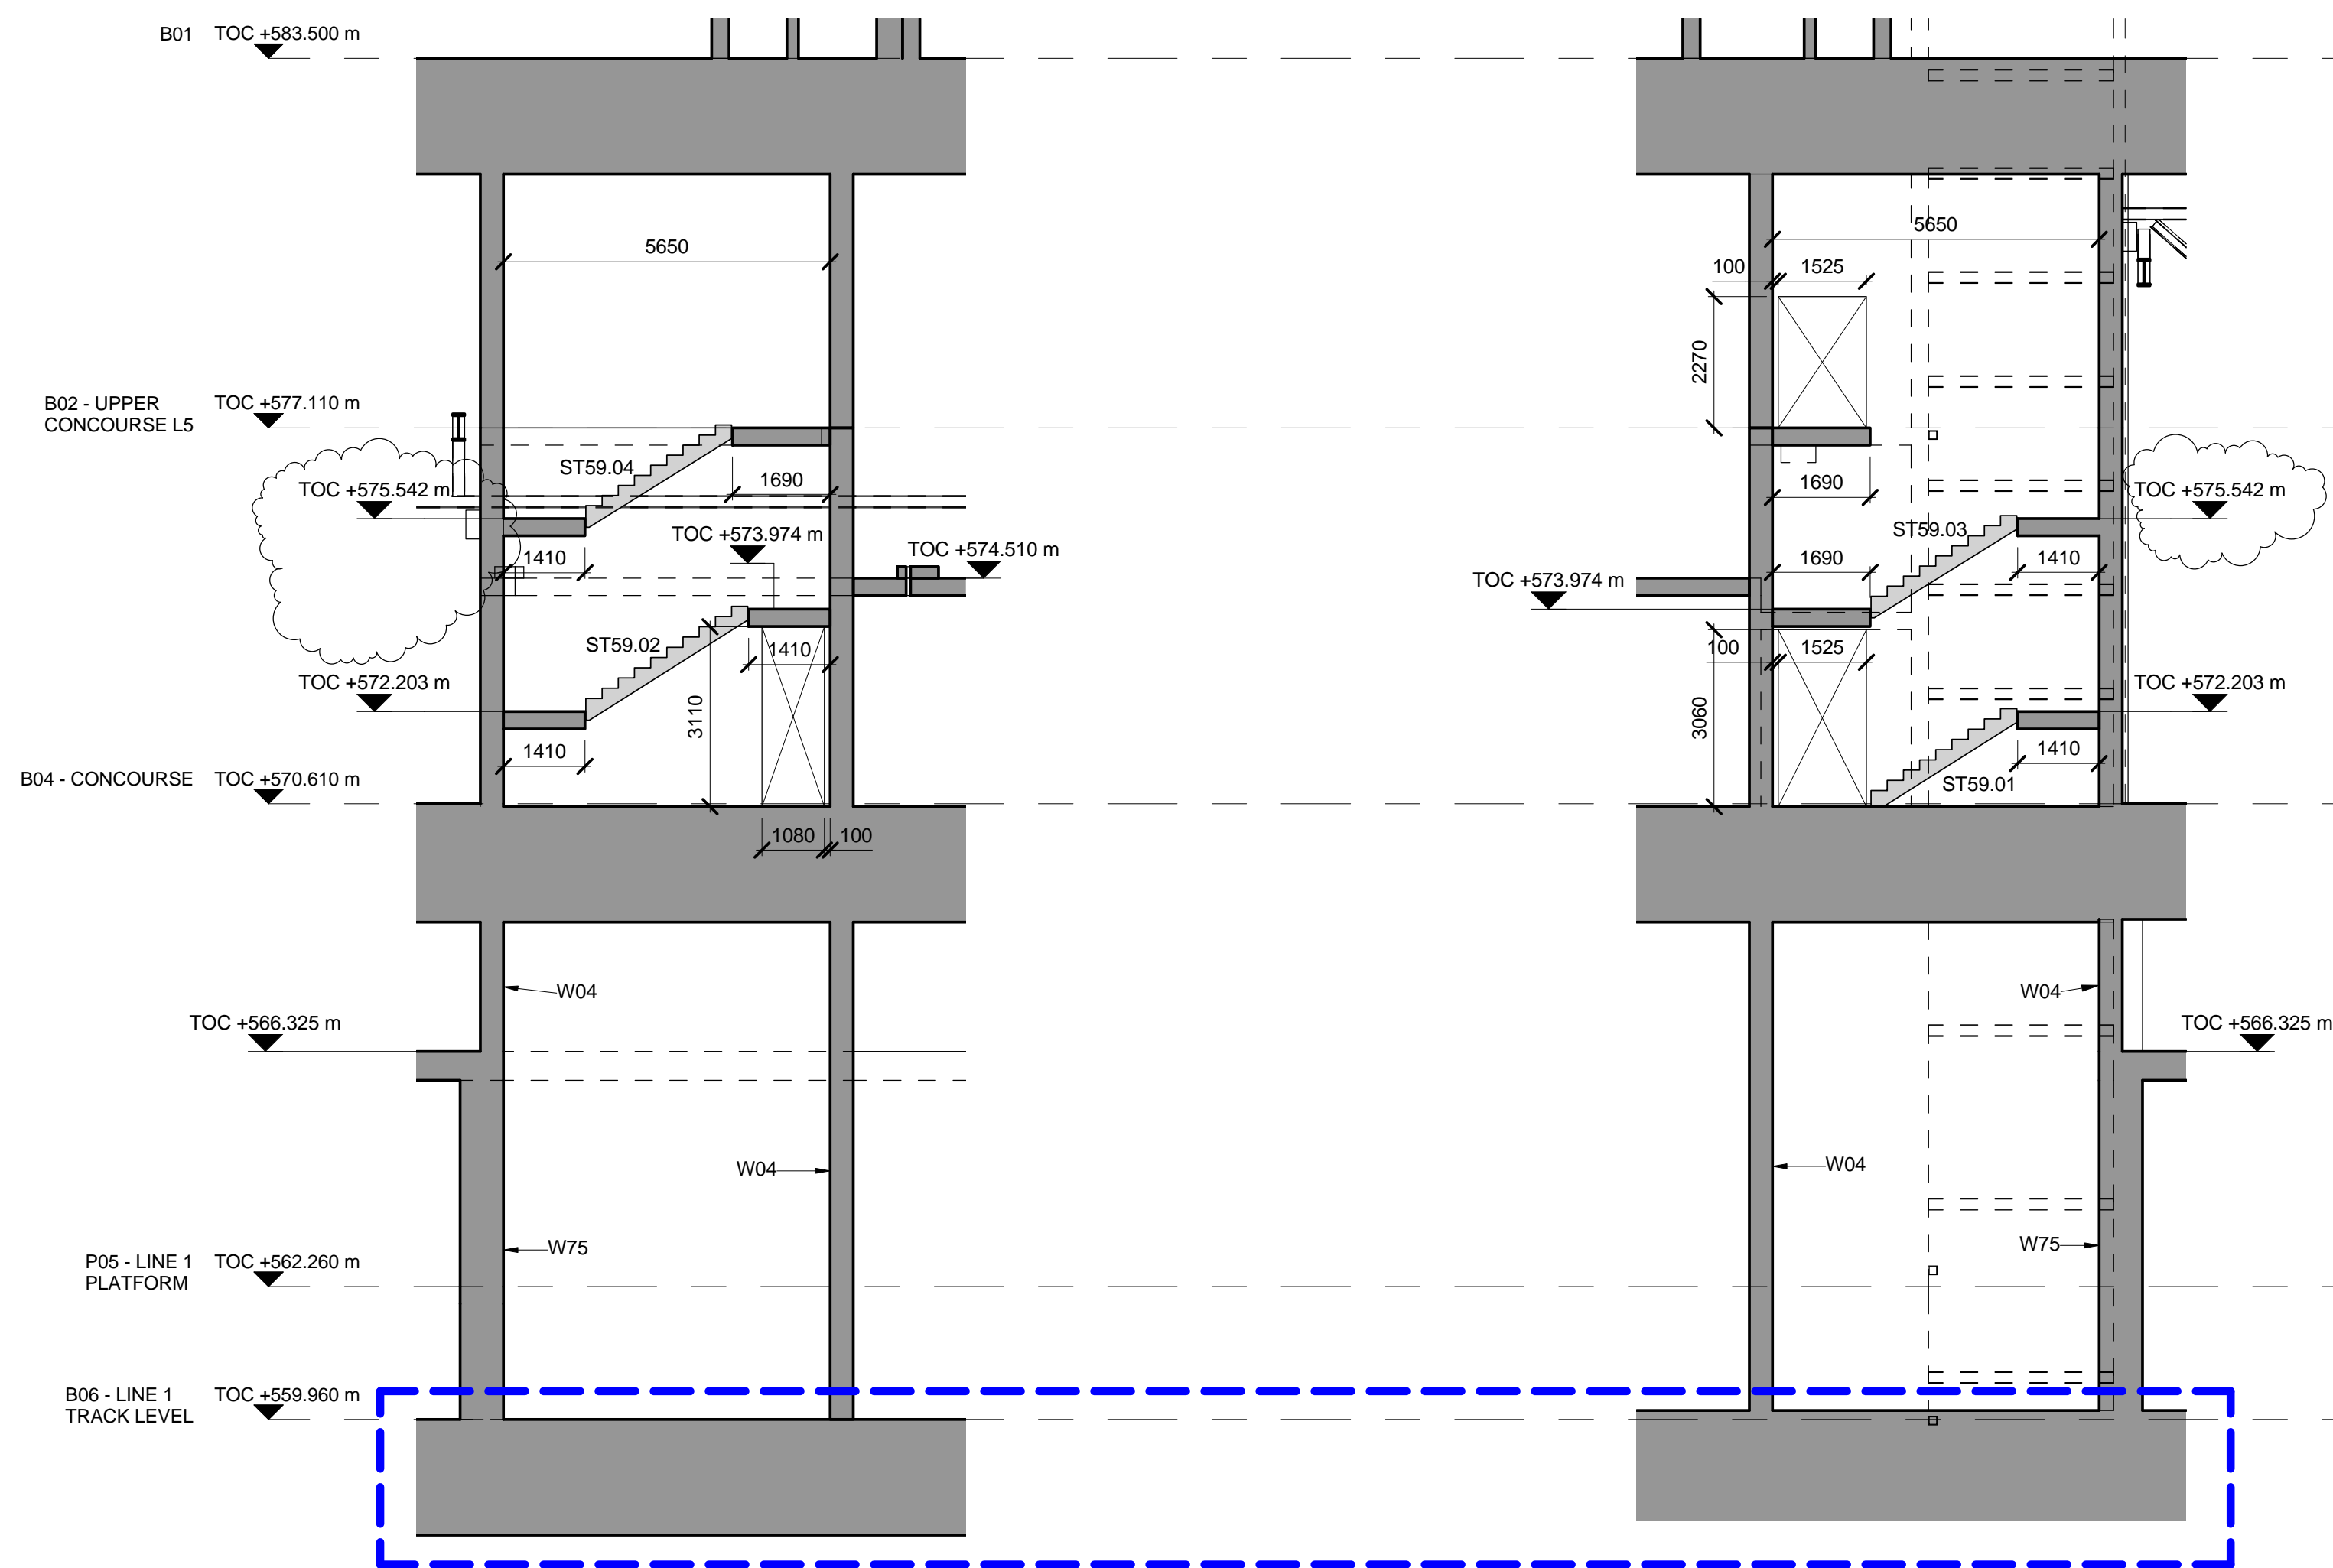 B01 TOC +583.500 m
5650
5650
100 1525
2270
B02 - UPPER
CONCOURSE L5
TOC +577.110 m
ST59.04
1690
1690
TOC +575.542 m
TOC +575.542 m
TOC +573.974 m
TOC +574.510 m
ST59.03
1410
1690
1410
TOC +573.974 m
ST59.02
1410
100 1525
TOC +572.203 m
TOC +572.203 m
3110
3060
1410
1410
B04 - CONCOURSE TOC +570.610 m
ST59.01
1080 100
W04
W04
TOC +566.325 m
TOC +566.325 m
W04
W04
W75
W75
P05 - LINE 1
PLATFORM
TOC +562.260 m
B06 - LINE 1
TRACK LEVEL
TOC +559.960 m